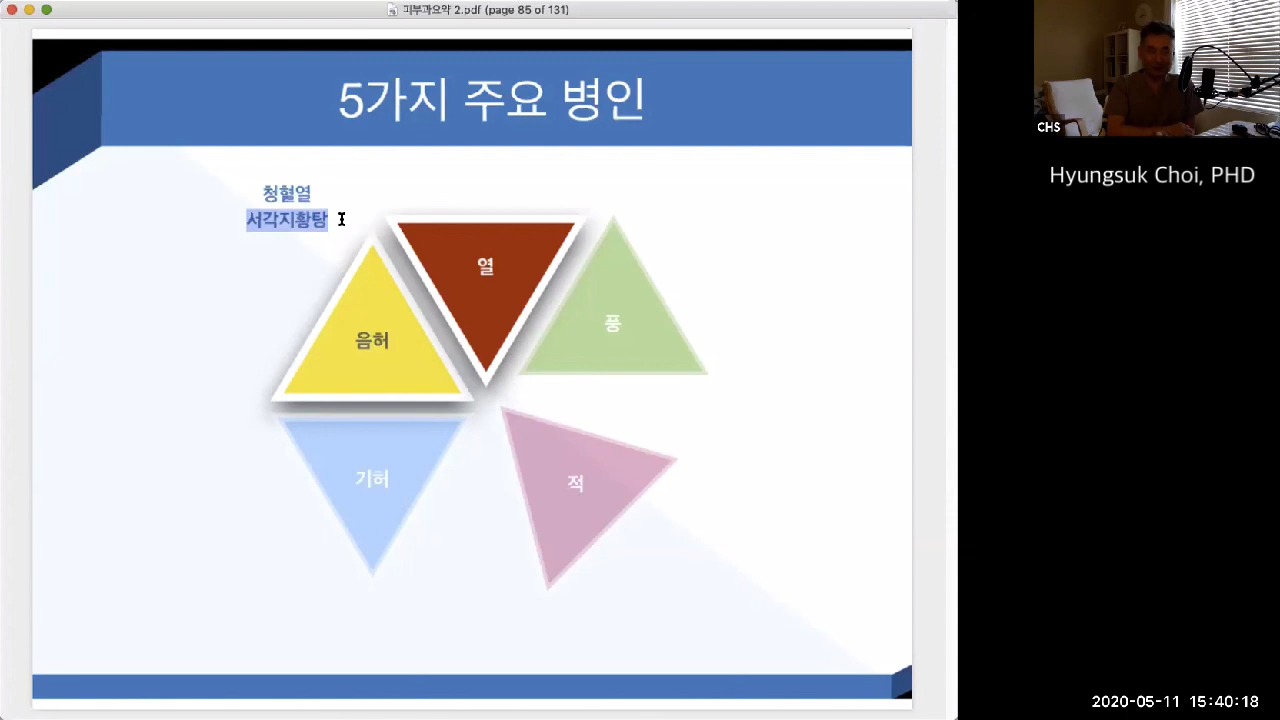 피부과요약 2.pdf (page 85 of 131)
5가지 주요 병인
청혈열
서각지황탕
열
풍
음허
기허
적
CHS
Hyungsuk Choi, PHD
2020-05-11 15:40:18